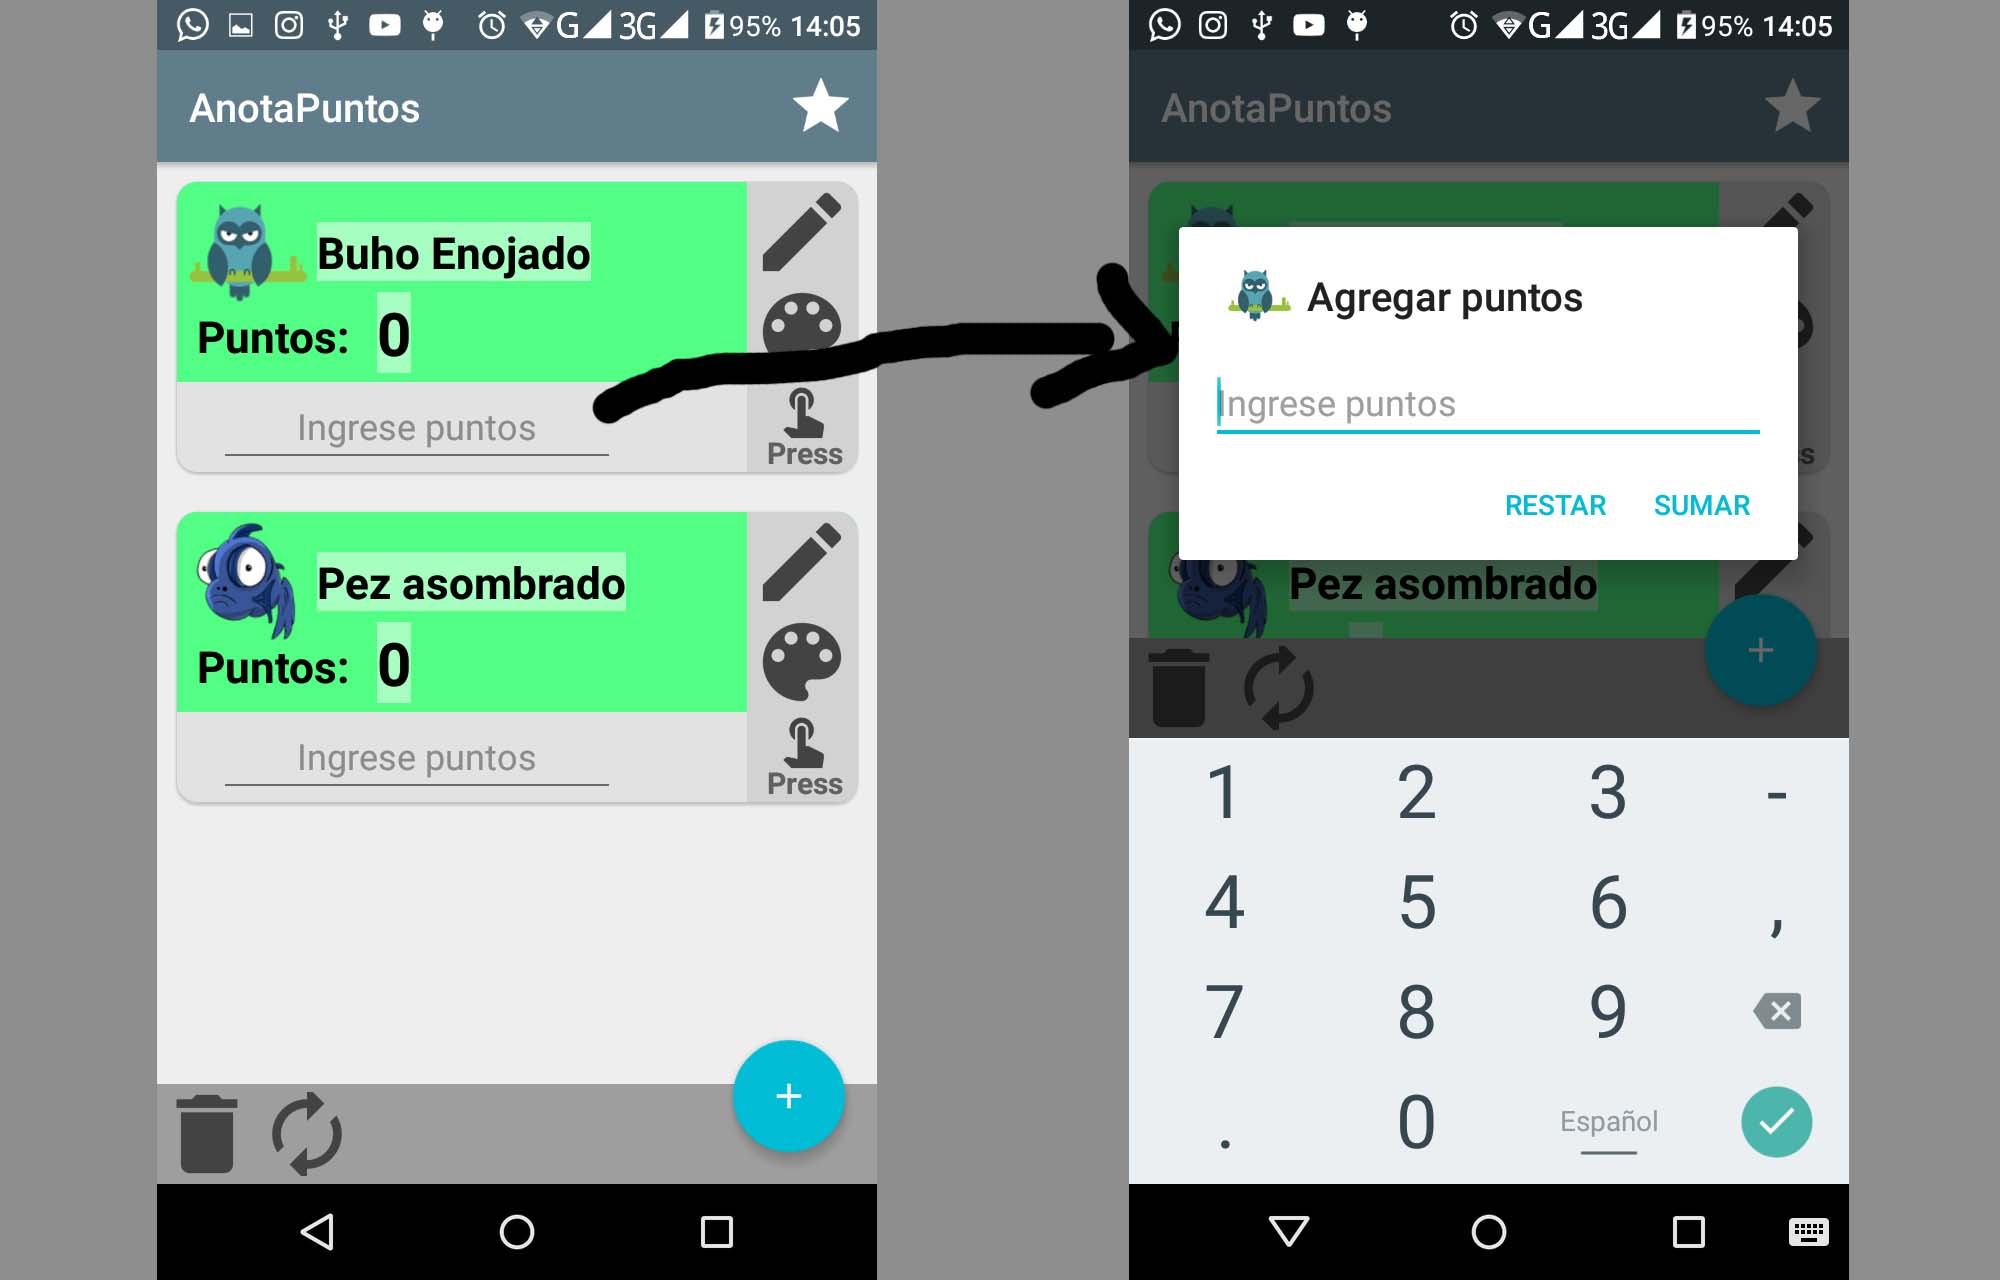 G 3G 95% 14:05
AnotaPuntos
Buho Enojado
Puntos: 0
Ingrese puntos
Press
Pez asombrado
Puntos: 0
Ingrese puntos
Press
+
G 3G 95% 14:05
AnotaPuntos
Agregar puntos
Ingrese puntos
RESTAR SUMAR
s
Pez asombrado
+
1 2 3 -
4 5 6 ,
7 8 9
. 0 Español